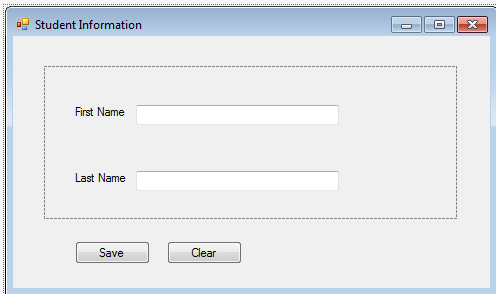 Student Information
First Name
Last Name
Save Clear